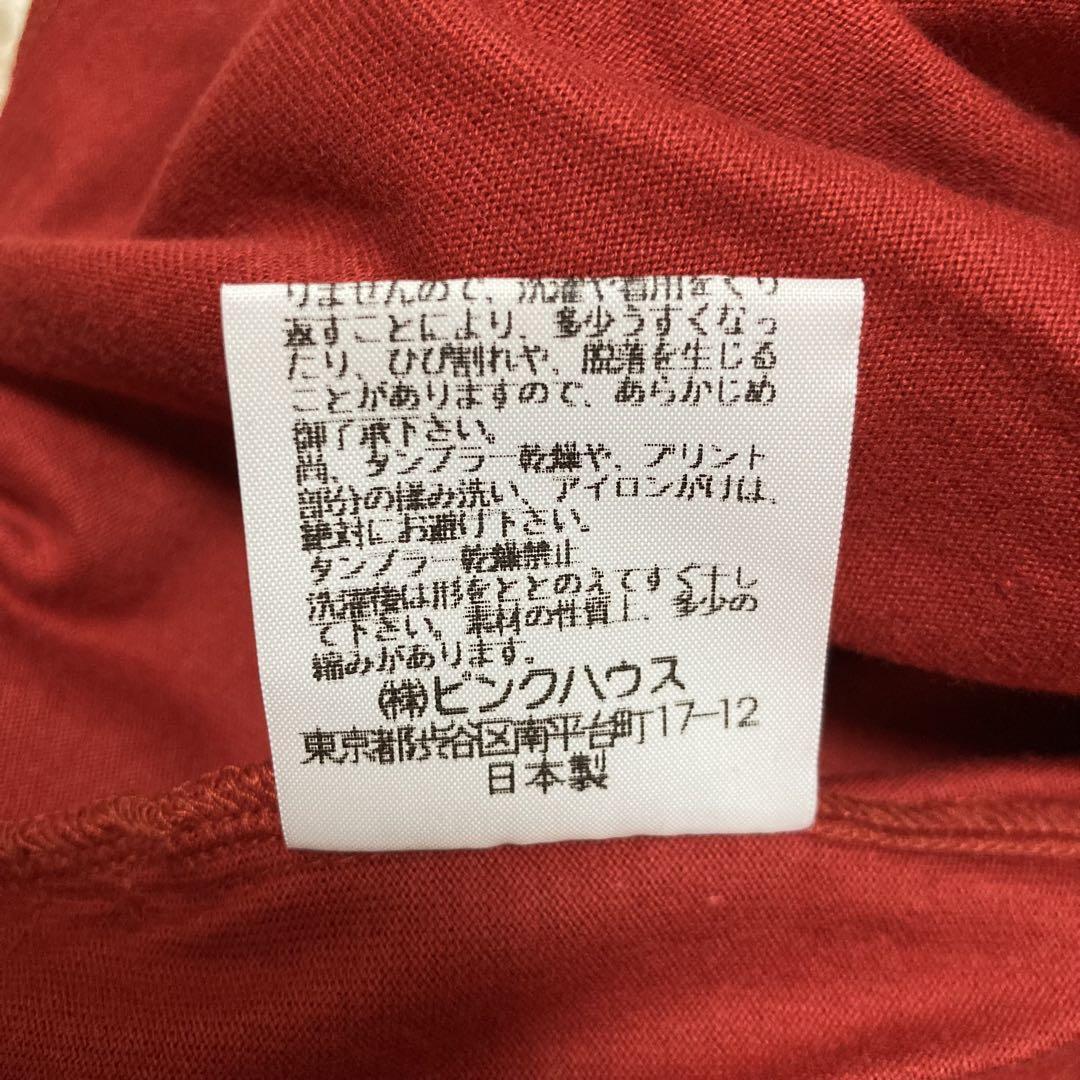 りませんので、洗濯や着用をくり
返すことにより、多少うすくなっ
たり、ひび割れや、脱落を生じる
ことがありますので、あらかじめ
御了承下さい。
尚、タンブラー乾燥や、プリント
部分の揉み洗い、アイロンがけは、
絶対にお避け下さい。
タンブラー乾燥禁止
洗濯後は形をととのえてすぐ干し
て下さい。素材の性質上、多少の
縮みがあります。
(株)ピンクハウス
東京都渋谷区南平台町17-12
日本製